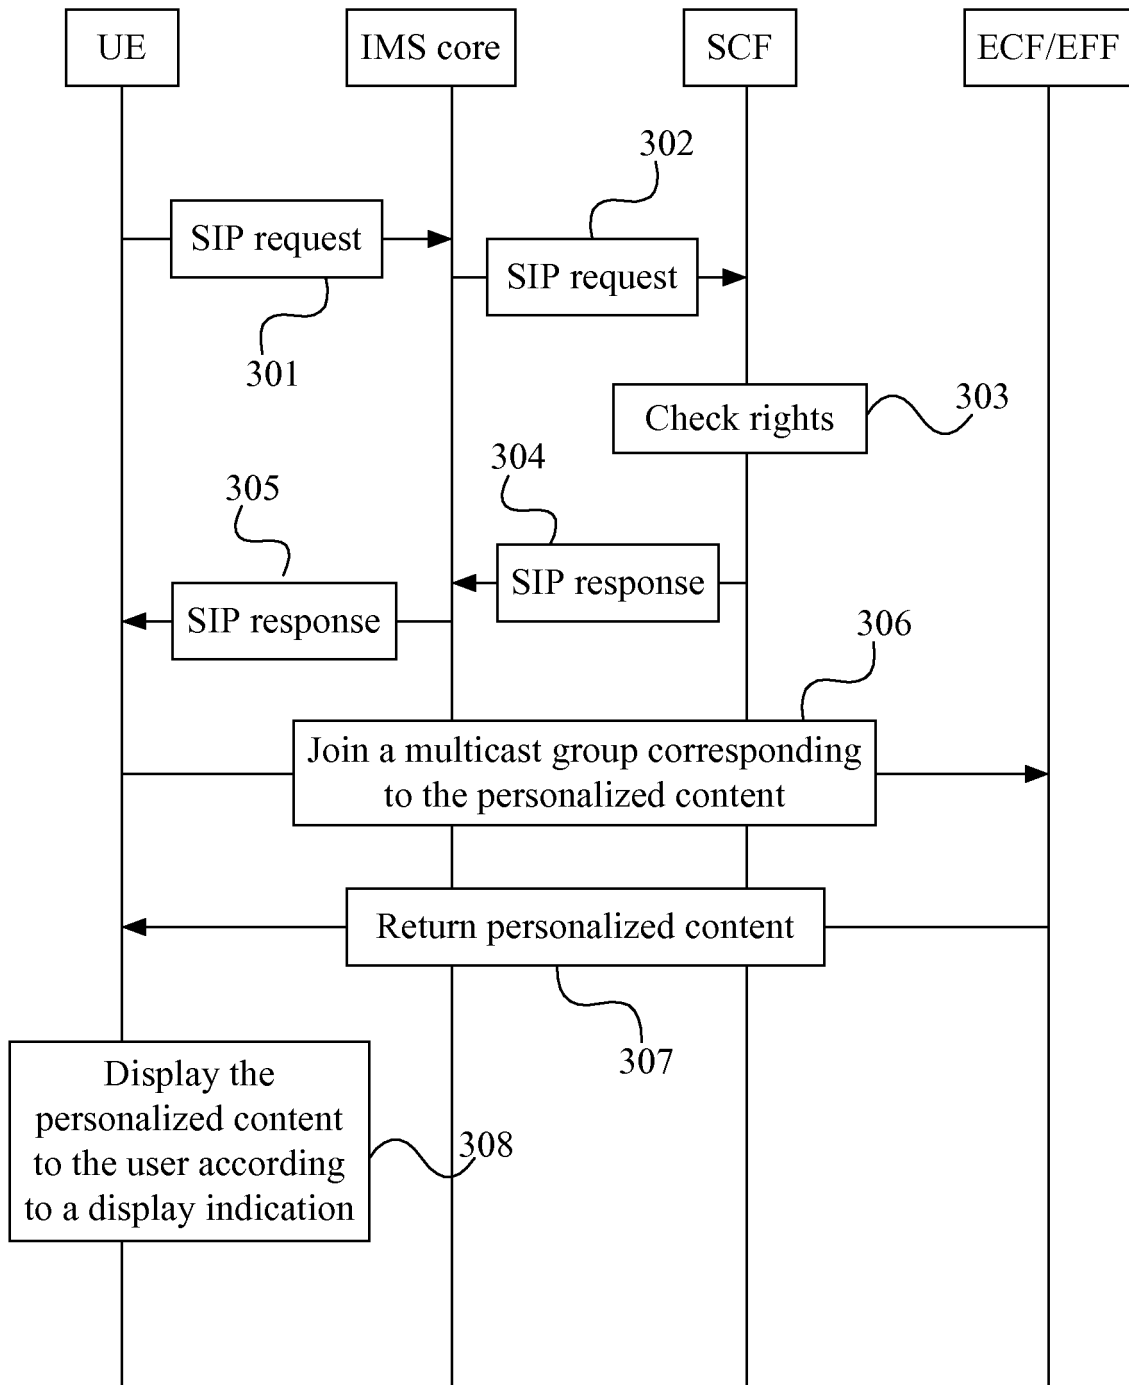 UE
IMS core
SCF
ECF/EFF
302
SIP request
SIP request
301
303
Check rights
304
305
SIP response
SIP response
306
Join a multicast group corresponding
to the personalized content
Return personalized content
307
Display the
personalized content
to the user according
to a display indication
308